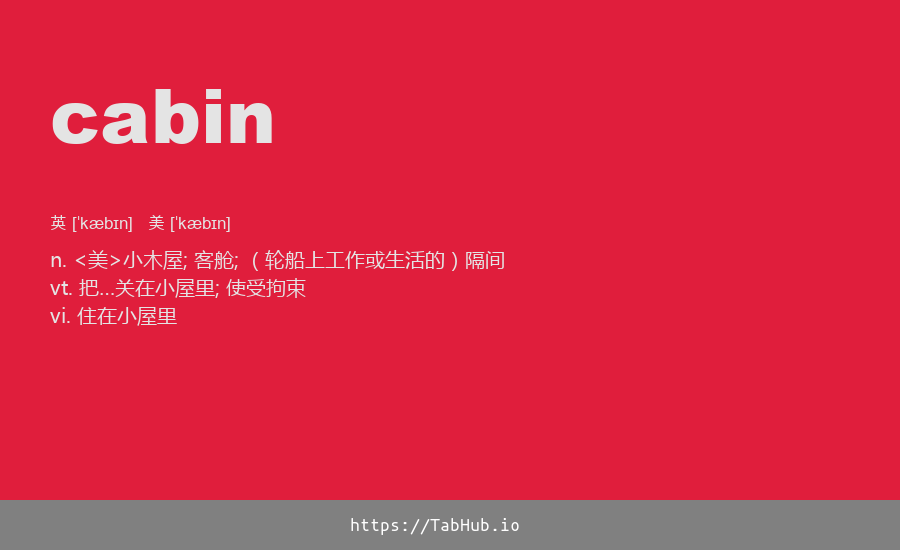 cabin
英 [ˈkæbɪn] 美 [ˈkæbɪn]
n. <美>小木屋; 客舱; （轮船上工作或生活的）隔间
vt. 把...关在小屋里; 使受拘束
vi. 住在小屋里
https://TabHub.io